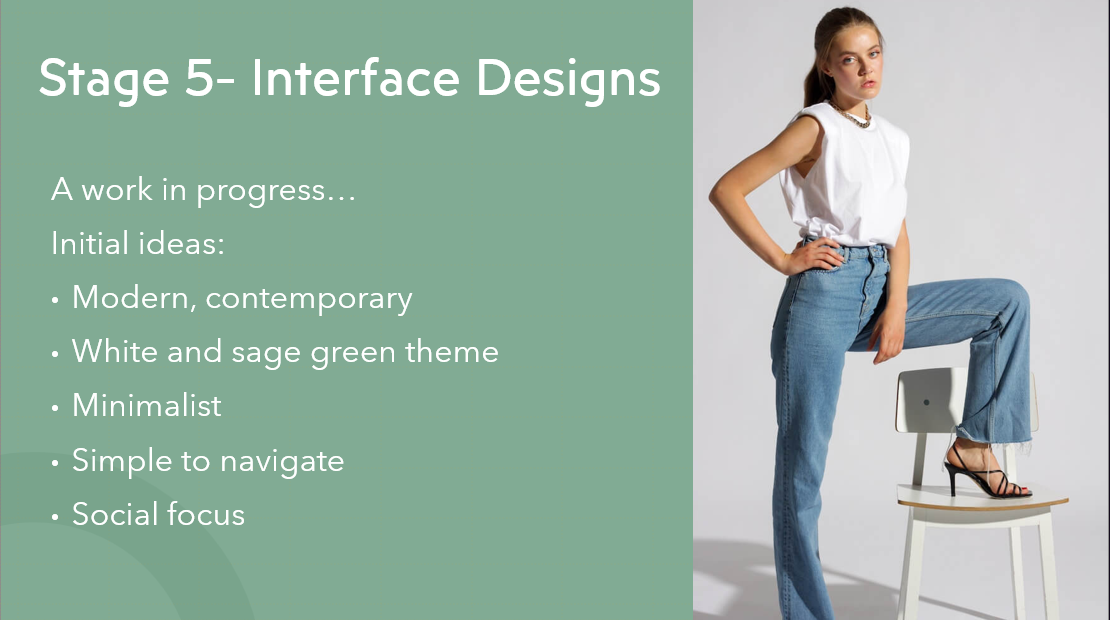 Stage 5- Interface Designs
A work in progress…
Initial ideas:
• Modern, contemporary
• White and sage green theme
• Minimalist
• Simple to navigate
• Social focus